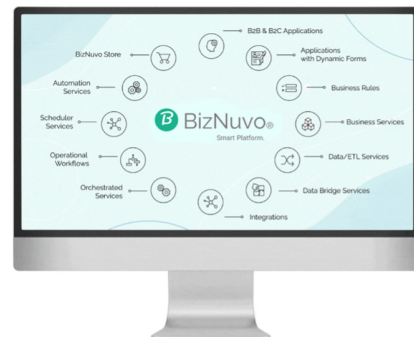 B2B & B2C Applications
BizNuvo Store
Applications
with Dynamic Forms
Automation
Services
Business Rules
Scheduler
Services
BizNuvo®
Smart Platform
Business Services
Operational
Workflows
Data/ETL Services
Orchestrated
Services
Data Bridge Services
Integrations